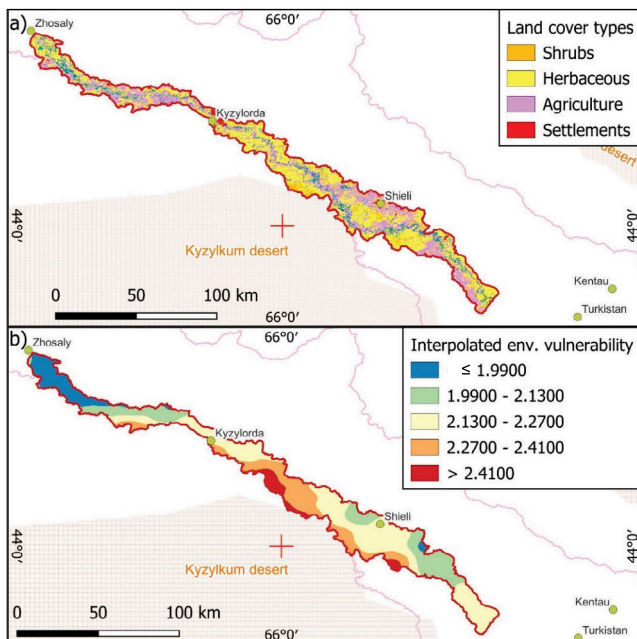 a)
Zhosaly
66°0'
Land cover types
Shrubs
Herbaceous
Agriculture
Settlements
Kyzylorda
Shieli
44°0'
44°0'
Kyzylkum desert
Kentau
Turkistan
0 50 100 km
66°0'
b)
Zhosaly
66°0'
Interpolated env. vulnerability
≤ 1.9900
1.9900 - 2.1300
2.1300 - 2.2700
2.2700 - 2.4100
> 2.4100
Kyzylorda
Shieli
44°0'
44°0'
Kyzylkum desert
Kentau
Turkistan
0 50 100 km
66°0'